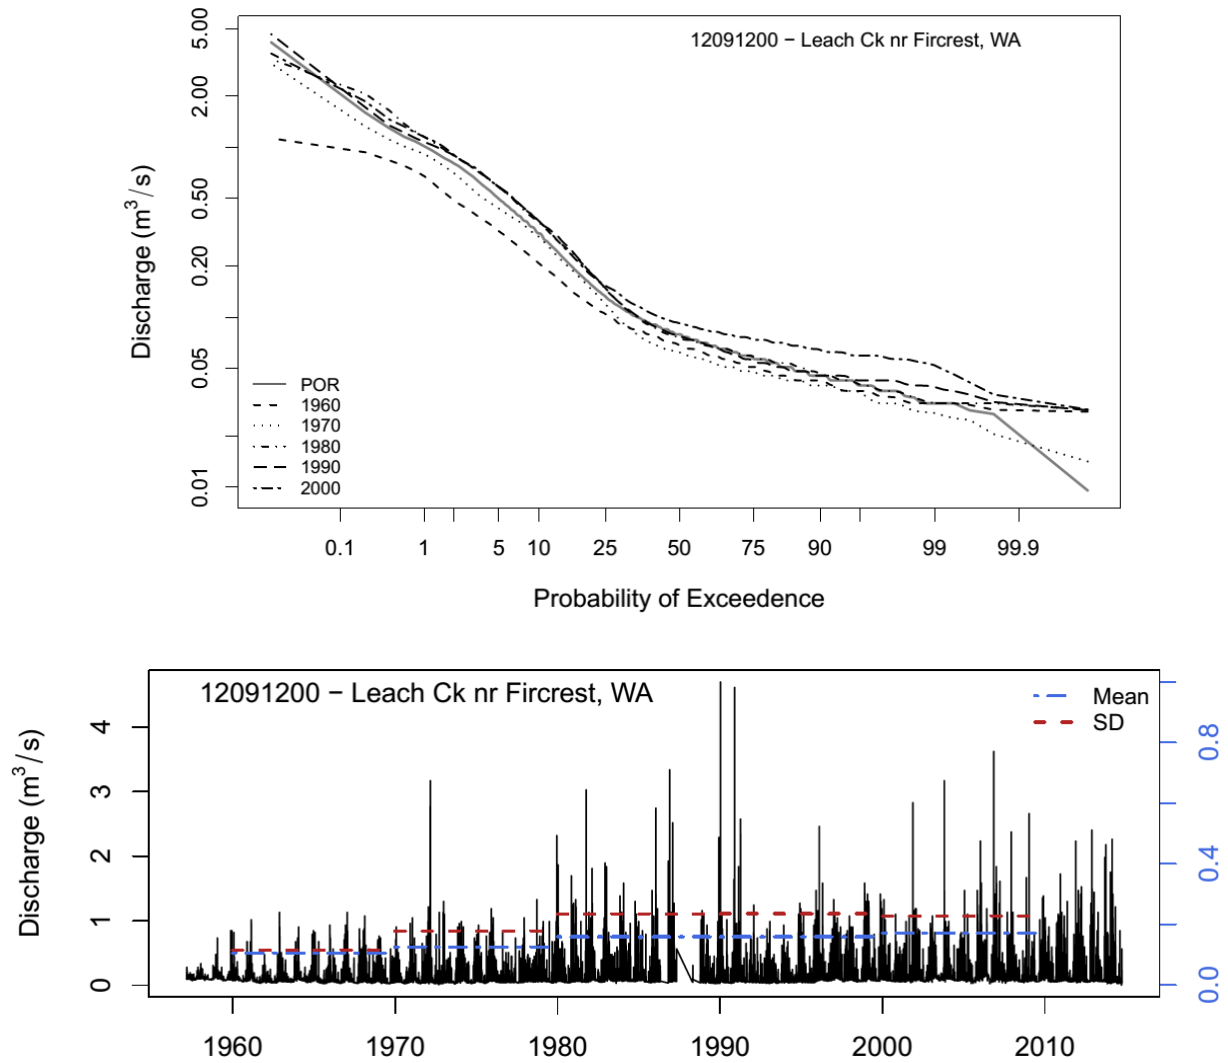 12091200 − Leach Ck nr Fircrest, WA
5.00
2.00
0.50
0.20
0.05
0.01
Discharge (m³/s)
POR
1960
1970
1980
1990
2000
0.1 1 5 10 25 50 75 90 99 99.9
Probability of Exceedence
12091200 − Leach Ck nr Fircrest, WA
Mean
SD
4
3
2
1
0
Discharge (m³/s)
0.8
0.4
0.0
1960 1970 1980 1990 2000 2010